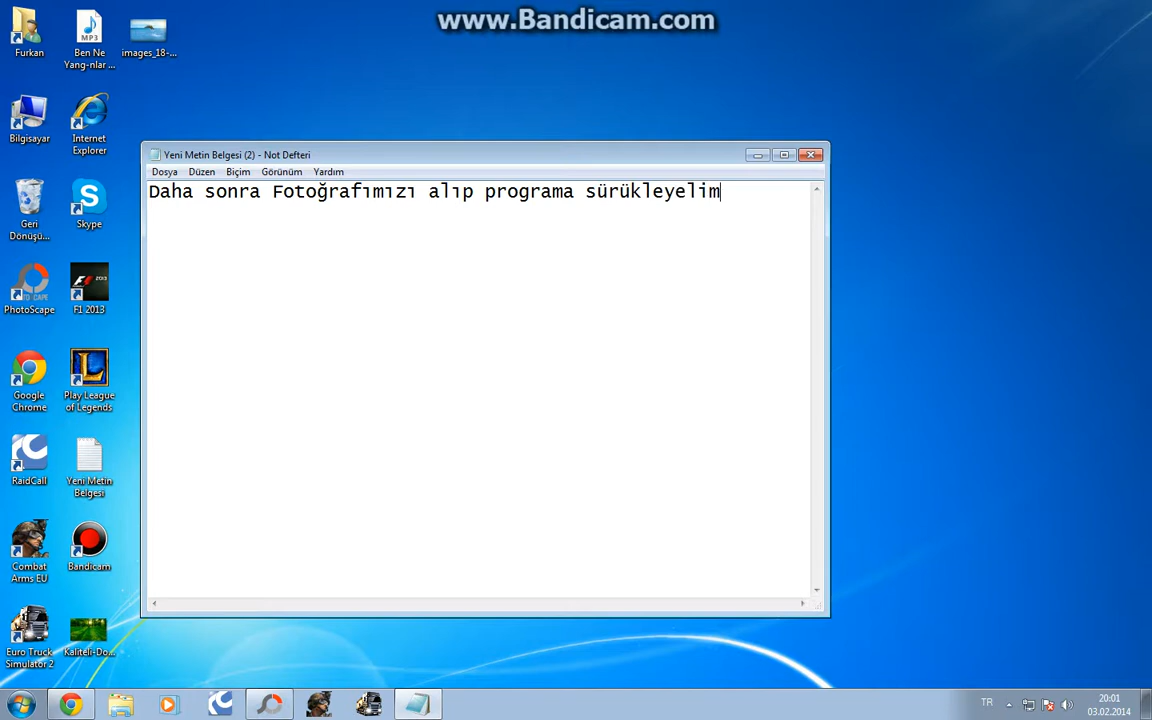 www.Bandicam.com
Furkan
Ben Ne
Yang-nlar ...
images_18-...
Bilgisayar
Internet
Explorer
Geri
Dönüşü...
Skype
PhotoScape
F1 2013
Google
Chrome
Play League
of Legends
RaidCall
Yeni Metin
Belgesi
Combat
Arms EU
Bandicam
Euro Truck
Simulator 2
Kaliteli-Do...
Yeni Metin Belgesi (2) - Not Defteri
Dosya Düzen Biçim Görünüm Yardım
Daha sonra Fotoğrafımızı alıp programa sürükleyelim
TR
20:01
03.02.2014